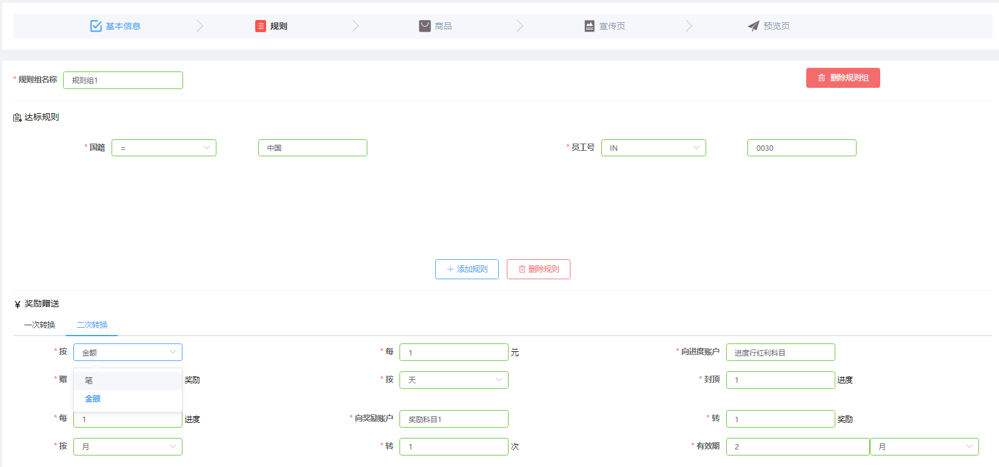 基本信息 规则 商品 宣传页 预览页
* 规则组名称 规则组1 删除规则组
达标规则
* 国籍 = 中国 * 员工号 IN 0030
+ 添加规则 删除规则
¥ 奖励赠送
一次转换 二次转换
* 按 金额 * 每 1 元 * 向进度账户 进度行红利科目
* 赠 笔 奖励 * 按 天 * 封顶 1 进度
金额
* 每 1 进度 * 向奖励账户 奖励科目1 * 转 1 奖励
* 按 月 * 转 1 次 * 有效期 2 月